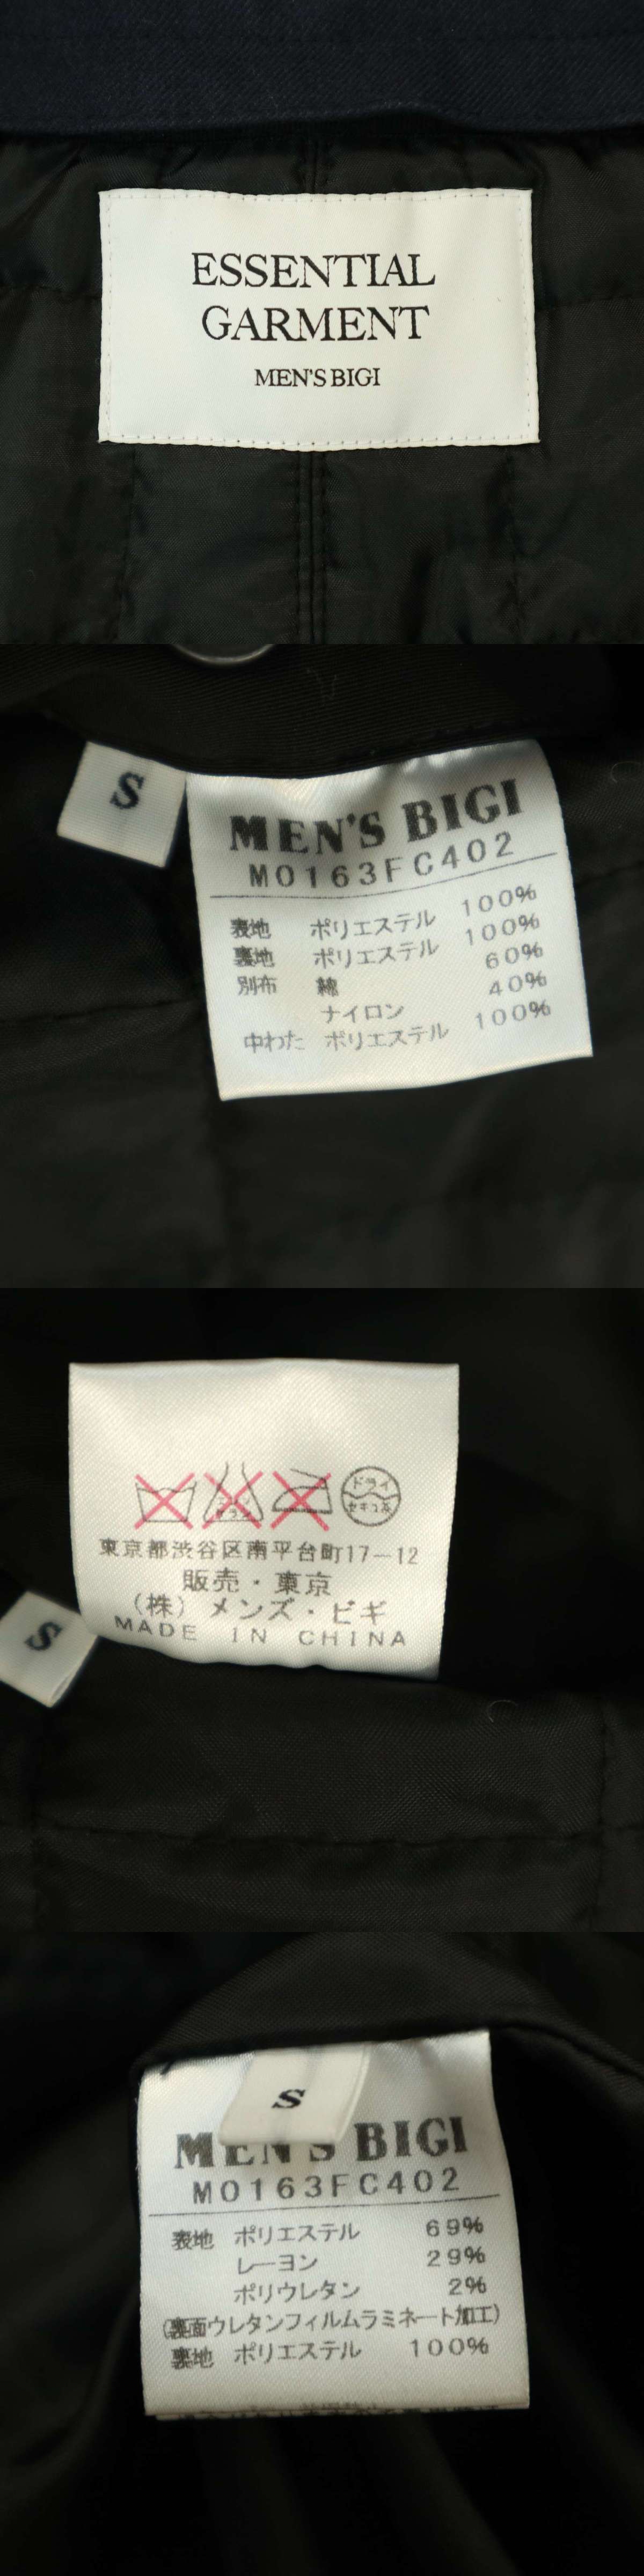 ESSENTIAL
GARMENT
MEN'S BIGI
S
MEN'S BIGI
M0163FC402
表地 ポリエステル 100%
裏地 ポリエステル 100%
別布 綿 60%
ナイロン 40%
中わた ポリエステル 100%
ドライ
セキユ系
東京都渋谷区南平台町17-12
販売・東京
(株) メンズ・ビギ
MADE IN CHINA
S
S
MEN'S BIGI
M0163FC402
表地 ポリエステル 69%
レーヨン 29%
ポリウレタン 2%
(裏面ウレタンフィルムラミネート加工)
裏地 ポリエステル 100%